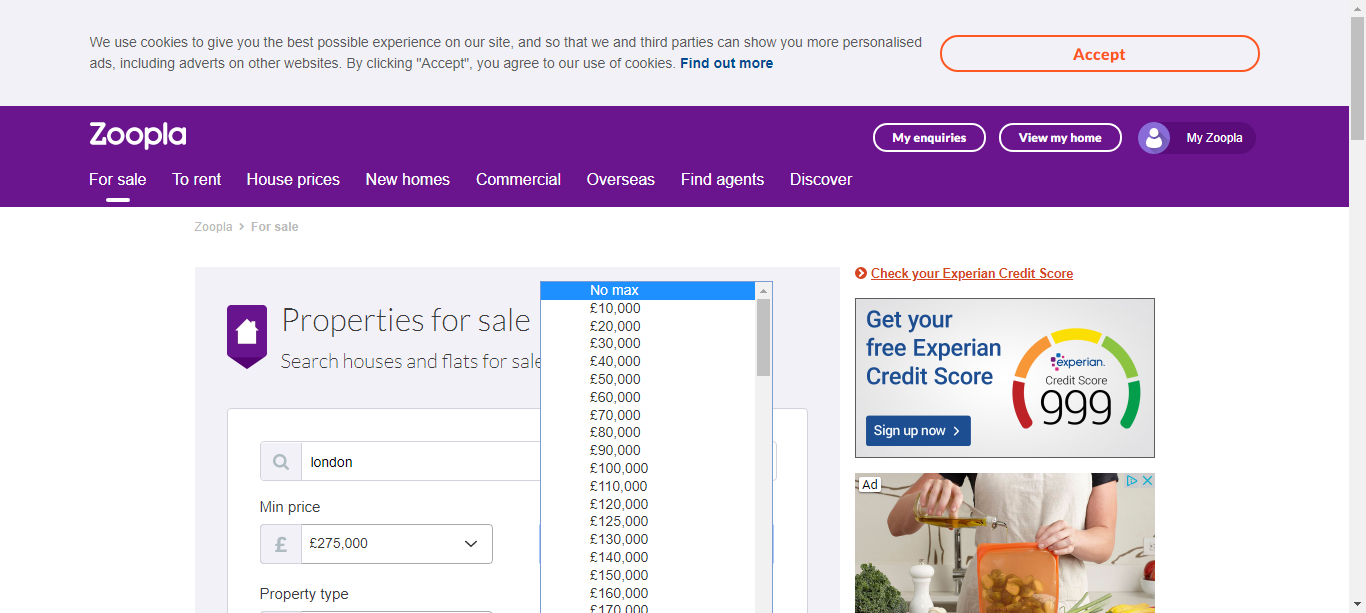 We use cookies to give you the best possible experience on our site, and so that we and third parties can show you more personalised
ads, including adverts on other websites. By clicking "Accept", you agree to our use of cookies. Find out more
Accept
Zoopla
My enquiries
View my home
My Zoopla
For sale
To rent
House prices
New homes
Commercial
Overseas
Find agents
Discover
Zoopla > For sale
Properties for sale
Search houses and flats for sale
london
Min price
£
£275,000
Property type
No max
£10,000
£20,000
£30,000
£40,000
£50,000
£60,000
£70,000
£80,000
£90,000
£100,000
£110,000
£120,000
£125,000
£130,000
£140,000
£150,000
£160,000
£170,000
Check your Experian Credit Score
Get your
free Experian
Credit Score
Sign up now >
experian.
Credit Score
999
Ad